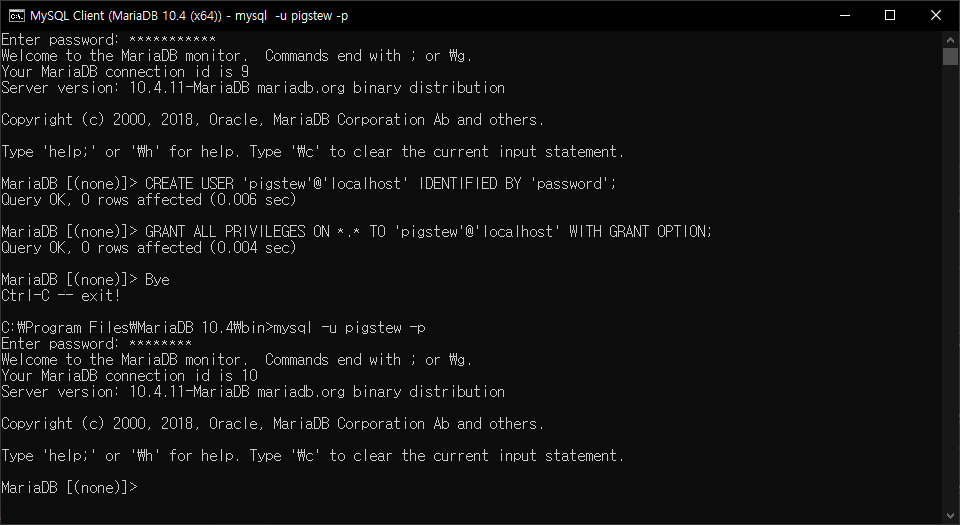 MySQL Client (MariaDB 10.4 (x64)) - mysql  -u pigstew -p
Enter password: ***********
Welcome to the MariaDB monitor.  Commands end with ; or ₩g.
Your MariaDB connection id is 9
Server version: 10.4.11-MariaDB mariadb.org binary distribution
Copyright (c) 2000, 2018, Oracle, MariaDB Corporation Ab and others.
Type 'help;' or '₩h' for help. Type '₩c' to clear the current input statement.
MariaDB [(none)]> CREATE USER 'pigstew'@'localhost' IDENTIFIED BY 'password';
Query OK, 0 rows affected (0.006 sec)
MariaDB [(none)]> GRANT ALL PRIVILEGES ON *.* TO 'pigstew'@'localhost' WITH GRANT OPTION;
Query OK, 0 rows affected (0.004 sec)
MariaDB [(none)]> Bye
Ctrl-C -- exit!
C:₩Program Files₩MariaDB 10.4₩bin>mysql -u pigstew -p
Enter password: ********
Welcome to the MariaDB monitor.  Commands end with ; or ₩g.
Your MariaDB connection id is 10
Server version: 10.4.11-MariaDB mariadb.org binary distribution
Copyright (c) 2000, 2018, Oracle, MariaDB Corporation Ab and others.
Type 'help;' or '₩h' for help. Type '₩c' to clear the current input statement.
MariaDB [(none)]>